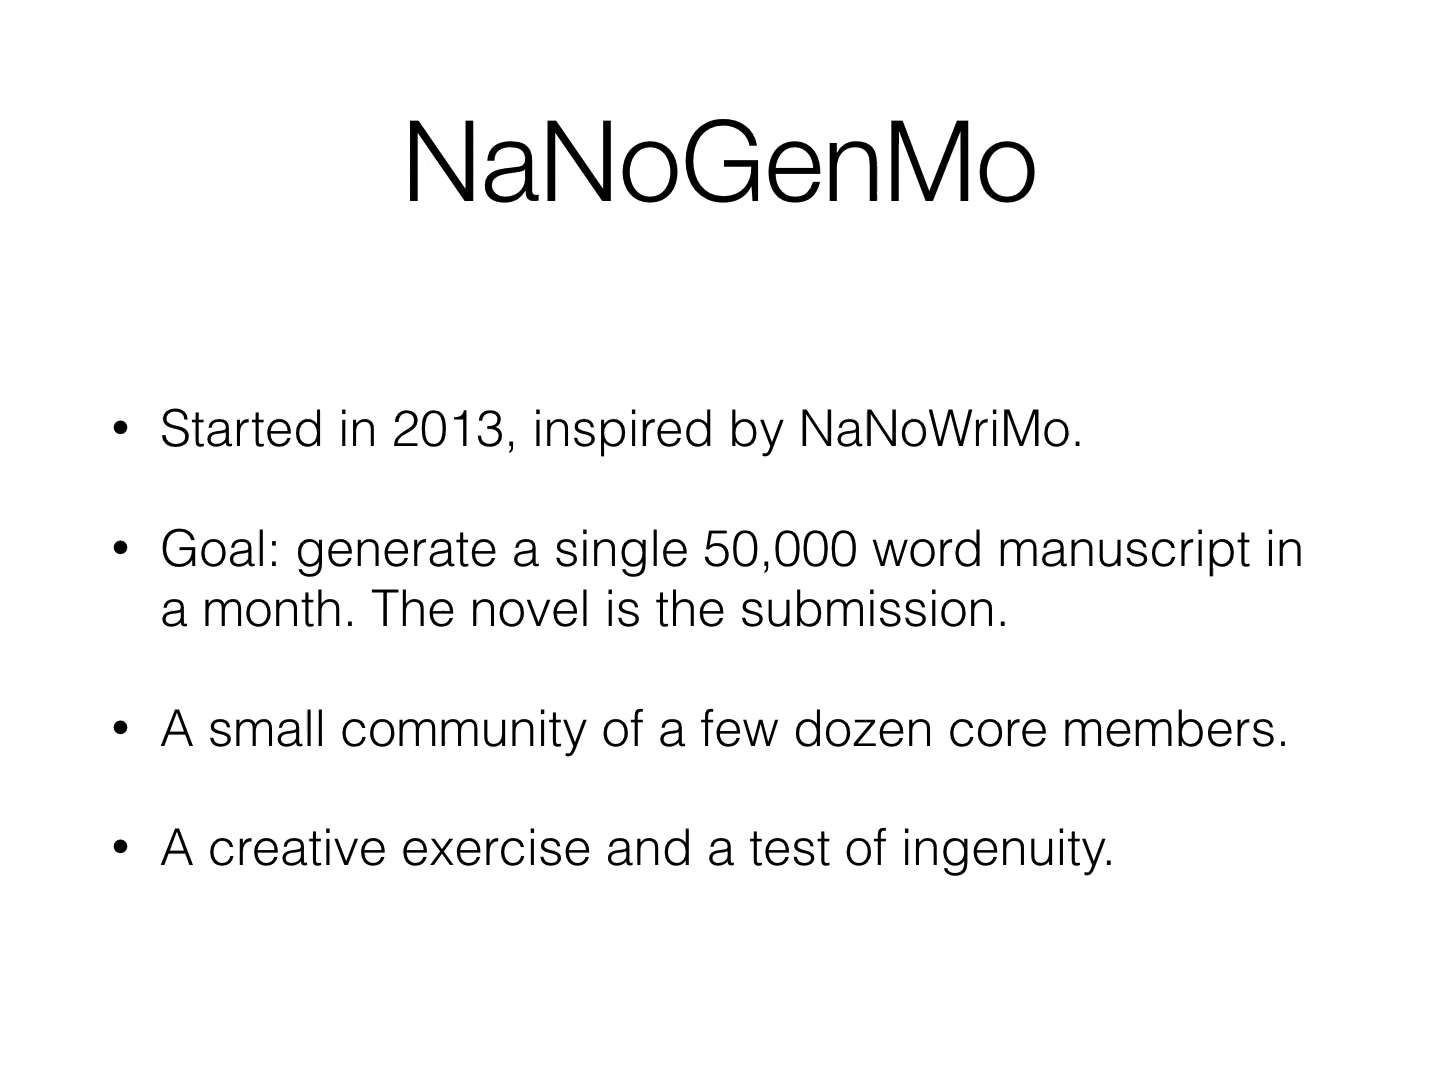 NaNoGenMo
• Started in 2013, inspired by NaNoWriMo.
• Goal: generate a single 50,000 word manuscript in
a month. The novel is the submission.
• A small community of a few dozen core members.
• A creative exercise and a test of ingenuity.